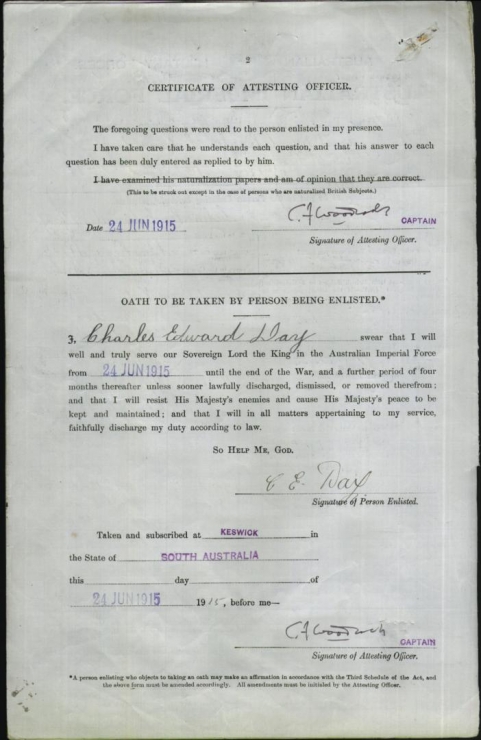 2
CERTIFICATE OF ATTESTING OFFICER.
The foregoing questions were read to the person enlisted in my presence.
I have taken care that he understands each question, and that his answer to each
question has been duly entered as replied to by him.
I have examined his naturalization papers and am of opinion that they are correct.
(This to be struck out except in the case of persons who are naturalized British Subjects.)
Date 24 JUN 1915 CAPTAIN
Signature of Attesting Officer.
OATH TO BE TAKEN BY PERSON BEING ENLISTED.*
3. Charles Edward Day swear that I will
well and truly serve our Sovereign Lord the King in the Australian Imperial Force
from 24 JUN 1915 until the end of the War, and a further period of four
months thereafter unless sooner lawfully discharged, dismissed, or removed therefrom;
and that I will resist His Majesty's enemies and cause His Majesty's peace to be
kept and maintained; and that I will in all matters appertaining to my service,
faithfully discharge my duty according to law.
SO HELP ME, GOD.
C E. Day
Signature of Person Enlisted.
Taken and subscribed at KESWICK in
the State of SOUTH AUSTRALIA
this day of
24 JUN 1915 1915, before me—
CAPTAIN
Signature of Attesting Officer.
*A person enlisting who objects to taking an oath may make an affirmation in accordance with the Third Schedule of the Act, and
the above form must be amended accordingly. All amendments must be initialed by the Attesting Officer.